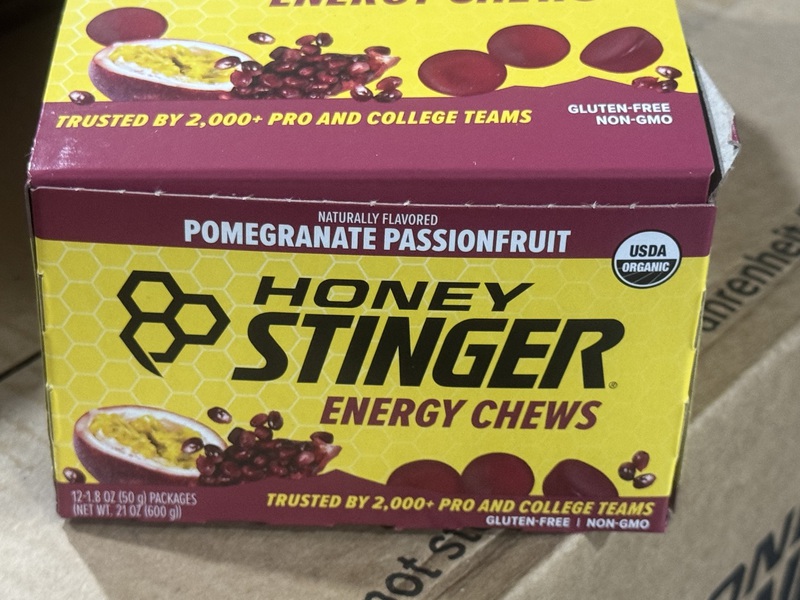 ENERGY CHEWS
TRUSTED BY 2,000+ PRO AND COLLEGE TEAMS
GLUTEN-FREE
NON-GMO
NATURALLY FLAVORED
POMEGRANATE PASSIONFRUIT
USDA
ORGANIC
HONEY
STINGER®
ENERGY CHEWS
12-1.8 OZ (50 g) PACKAGES
(NET WT. 21 OZ (600 g))
TRUSTED BY 2,000+ PRO AND COLLEGE TEAMS
GLUTEN-FREE | NON-GMO